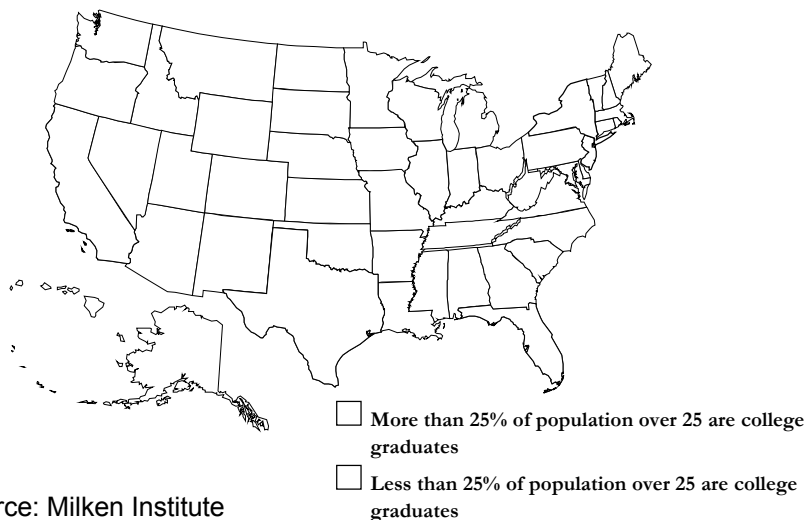 More than 25% of population over 25 are college
graduates
Less than 25% of population over 25 are college
graduates
rce: Milken Institute